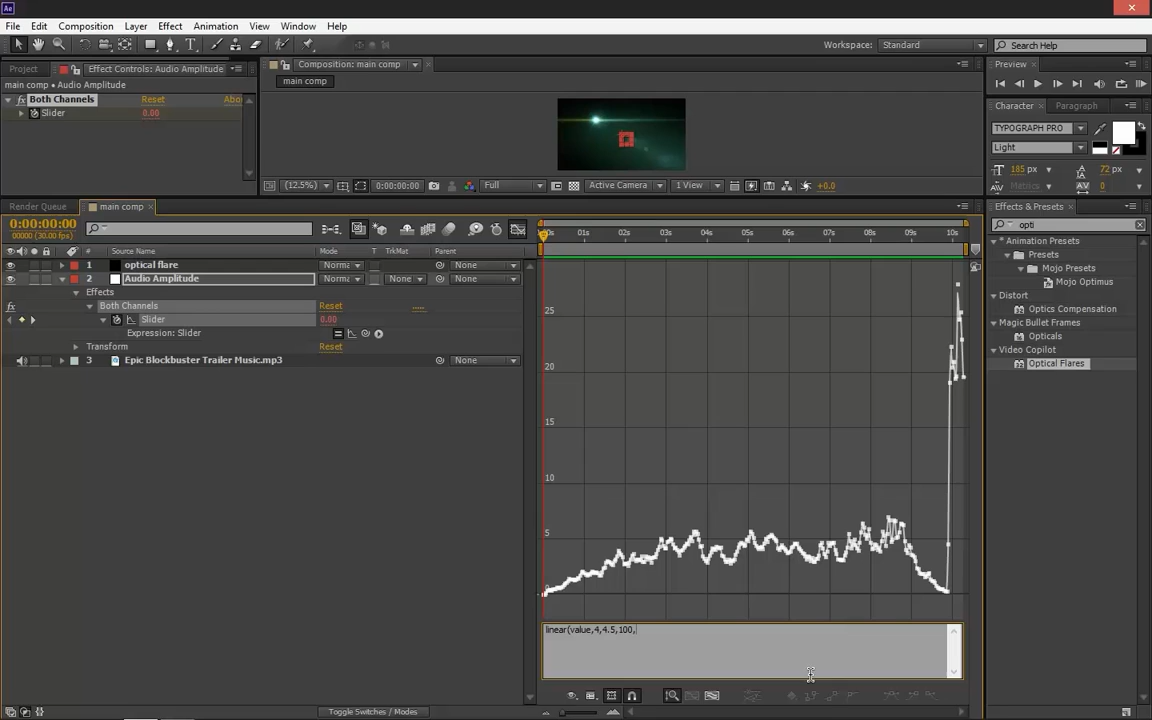 Ae
File Edit Composition Layer Effect Animation View Window Help
Workspace: Standard Search Help
Project Effect Controls: Audio Amplitude
main comp • Audio Amplitude
fx Both Channels Reset Abo
Slider 0.00
Composition: main comp
main comp
(12.5%) 0:00:00:00 Full Active Camera 1 View +0.0
Preview
Character Paragraph
TYPOGRAPH PRO
Light
185 px 72 px
Metrics 0
Render Queue main comp
0:00:00:00
00000 (30.00 fps)
# Source Name Mode T TrkMat Parent
1 optical flare Norma None
2 Audio Amplitude Norma None None
Effects
fx Both Channels Reset .....
Slider 0.00
Expression: Slider
Transform Reset
3 Epic Blockbuster Trailer Music.mp3 None
00s 01s 02s 03s 04s 05s 06s 07s 08s 09s 10s
25
20
15
10
5
linear(value,4,4.5,100,
Toggle Switches / Modes
Effects & Presets
opti
* Animation Presets
Presets
Mojo Presets
Mojo Optimus
Distort
Optics Compensation
Magic Bullet Frames
Opticals
Video Copilot
Optical Flares